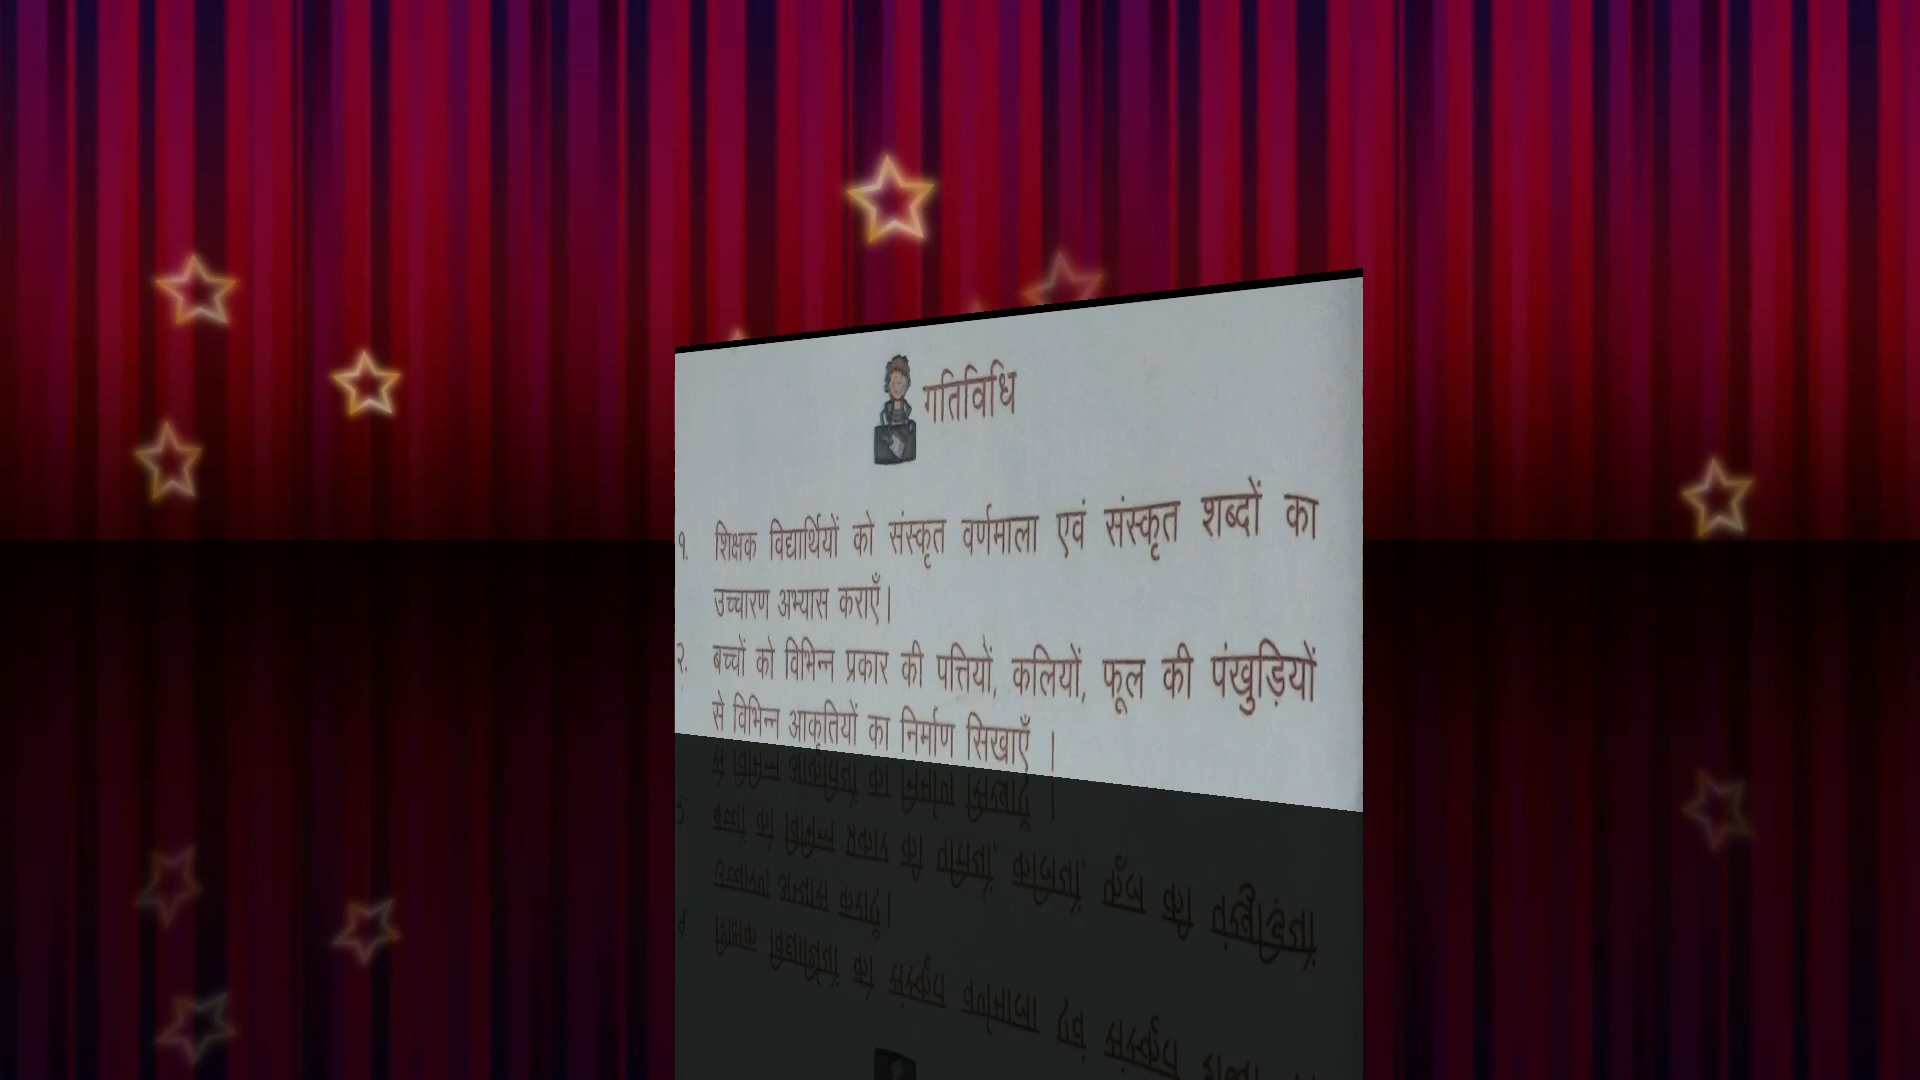 गतिविधि
१. शिक्षक विद्यार्थियों को संस्कृत वर्णमाला एवं संस्कृत शब्दों का
उच्चारण अभ्यास कराएँ।
२. बच्चों को विभिन्न प्रकार की पत्तियों, कलियों, फूल की पंखुड़ियों
से विभिन्न आकृतियों का निर्माण सिखाएँ ।